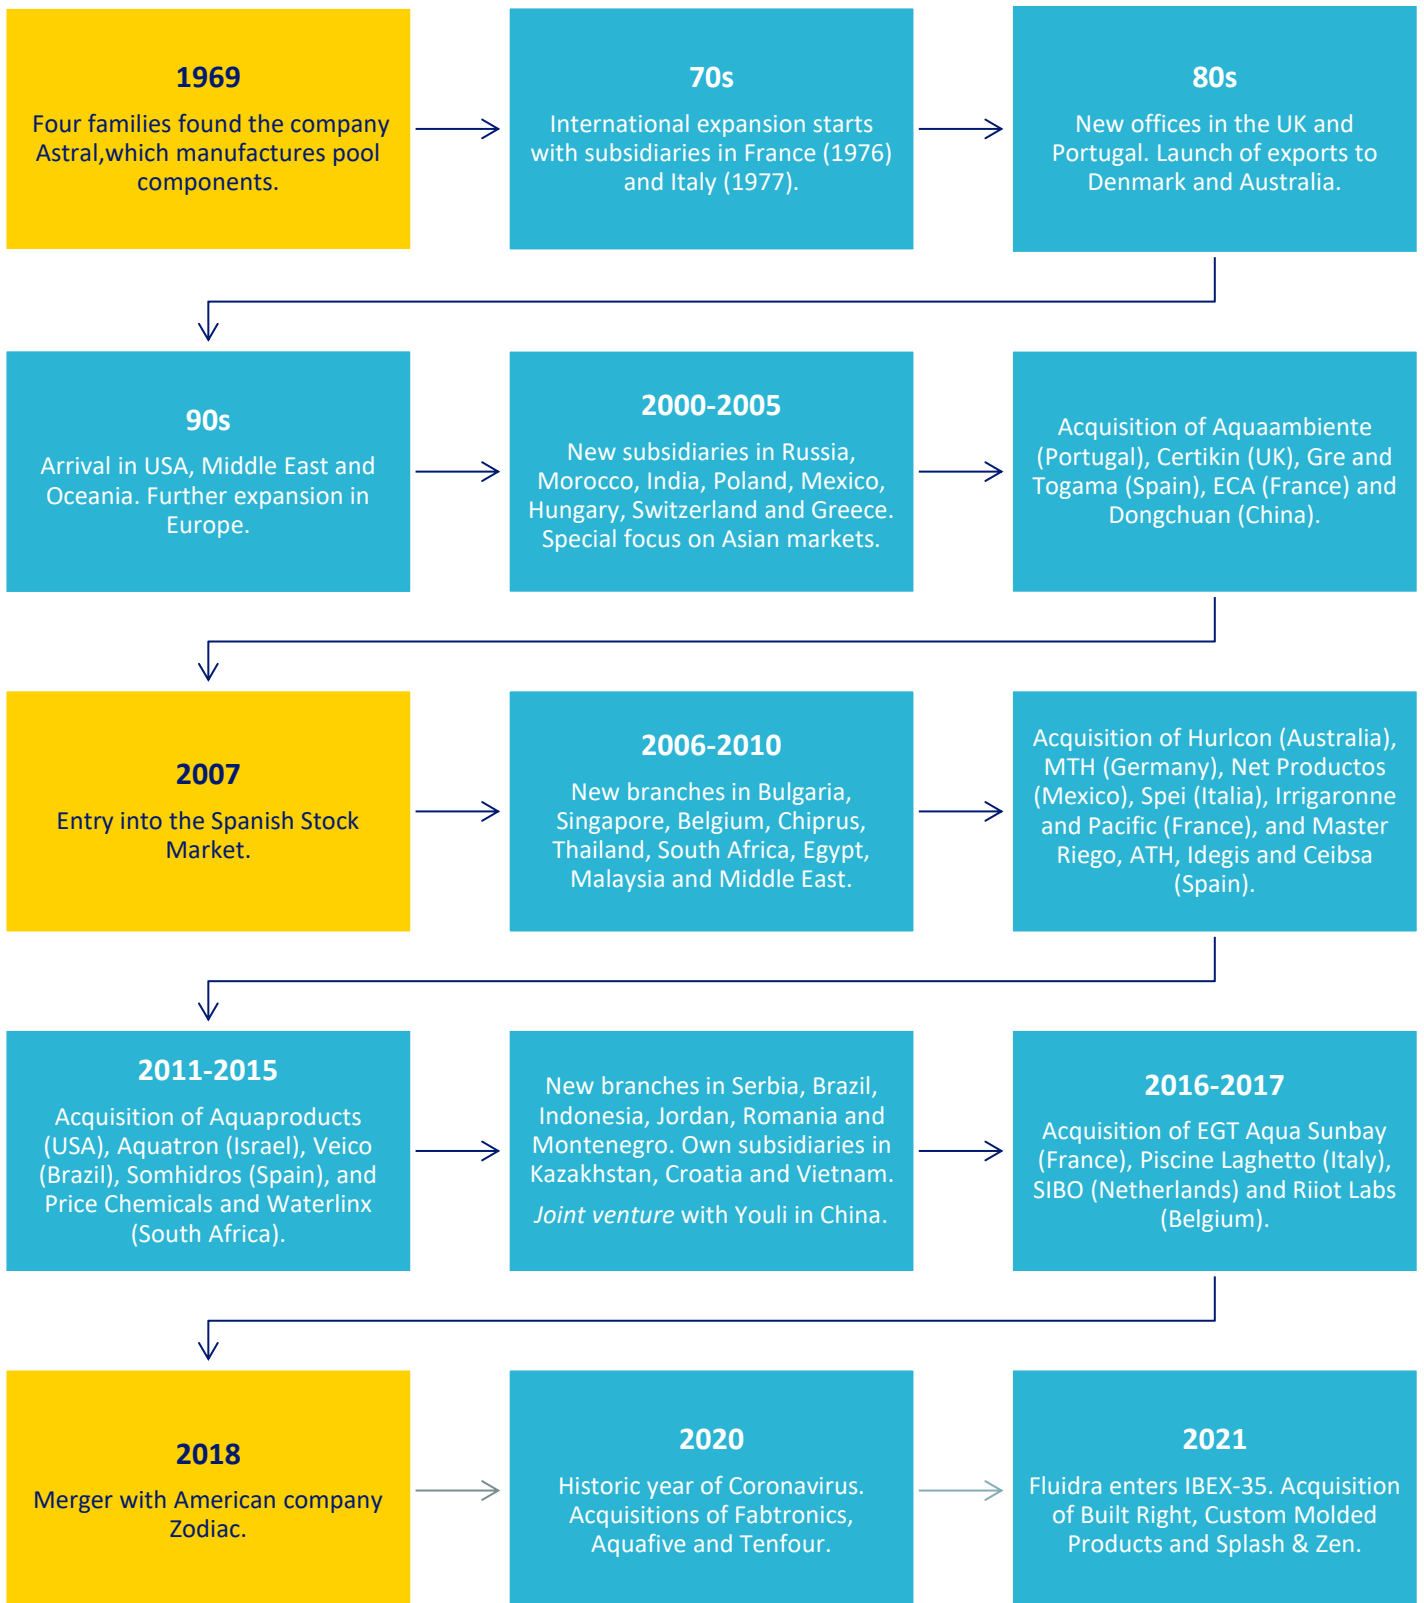 1969
Four families found the company
Astral,which manufactures pool
components.
70s
International expansion starts
with subsidiaries in France (1976)
and Italy (1977).
80s
New offices in the UK and
Portugal. Launch of exports to
Denmark and Australia.
90s
Arrival in USA, Middle East and
Oceania. Further expansion in
Europe.
2000-2005
New subsidiaries in Russia,
Morocco, India, Poland, Mexico,
Hungary, Switzerland and Greece.
Special focus on Asian markets.
Acquisition of Aquaambiente
(Portugal), Certikin (UK), Gre and
Togama (Spain), ECA (France) and
Dongchuan (China).
2007
Entry into the Spanish Stock
Market.
2006-2010
New branches in Bulgaria,
Singapore, Belgium, Chiprus,
Thailand, South Africa, Egypt,
Malaysia and Middle East.
Acquisition of Hurlcon (Australia),
MTH (Germany), Net Productos
(Mexico), Spei (Italia), Irrigaronne
and Pacific (France), and Master
Riego, ATH, Idegis and Ceibsa
(Spain).
2011-2015
Acquisition of Aquaproducts
(USA), Aquatron (Israel), Veico
(Brazil), Somhidros (Spain), and
Price Chemicals and Waterlinx
(South Africa).
New branches in Serbia, Brazil,
Indonesia, Jordan, Romania and
Montenegro. Own subsidiaries in
Kazakhstan, Croatia and Vietnam.
Joint venture with Youli in China.
2016-2017
Acquisition of EGT Aqua Sunbay
(France), Piscine Laghetto (Italy),
SIBO (Netherlands) and Riiot Labs
(Belgium).
2018
Merger with American company
Zodiac.
2020
Historic year of Coronavirus.
Acquisitions of Fabtronics,
Aquafive and Tenfour.
2021
Fluidra enters IBEX-35. Acquisition
of Built Right, Custom Molded
Products and Splash & Zen.